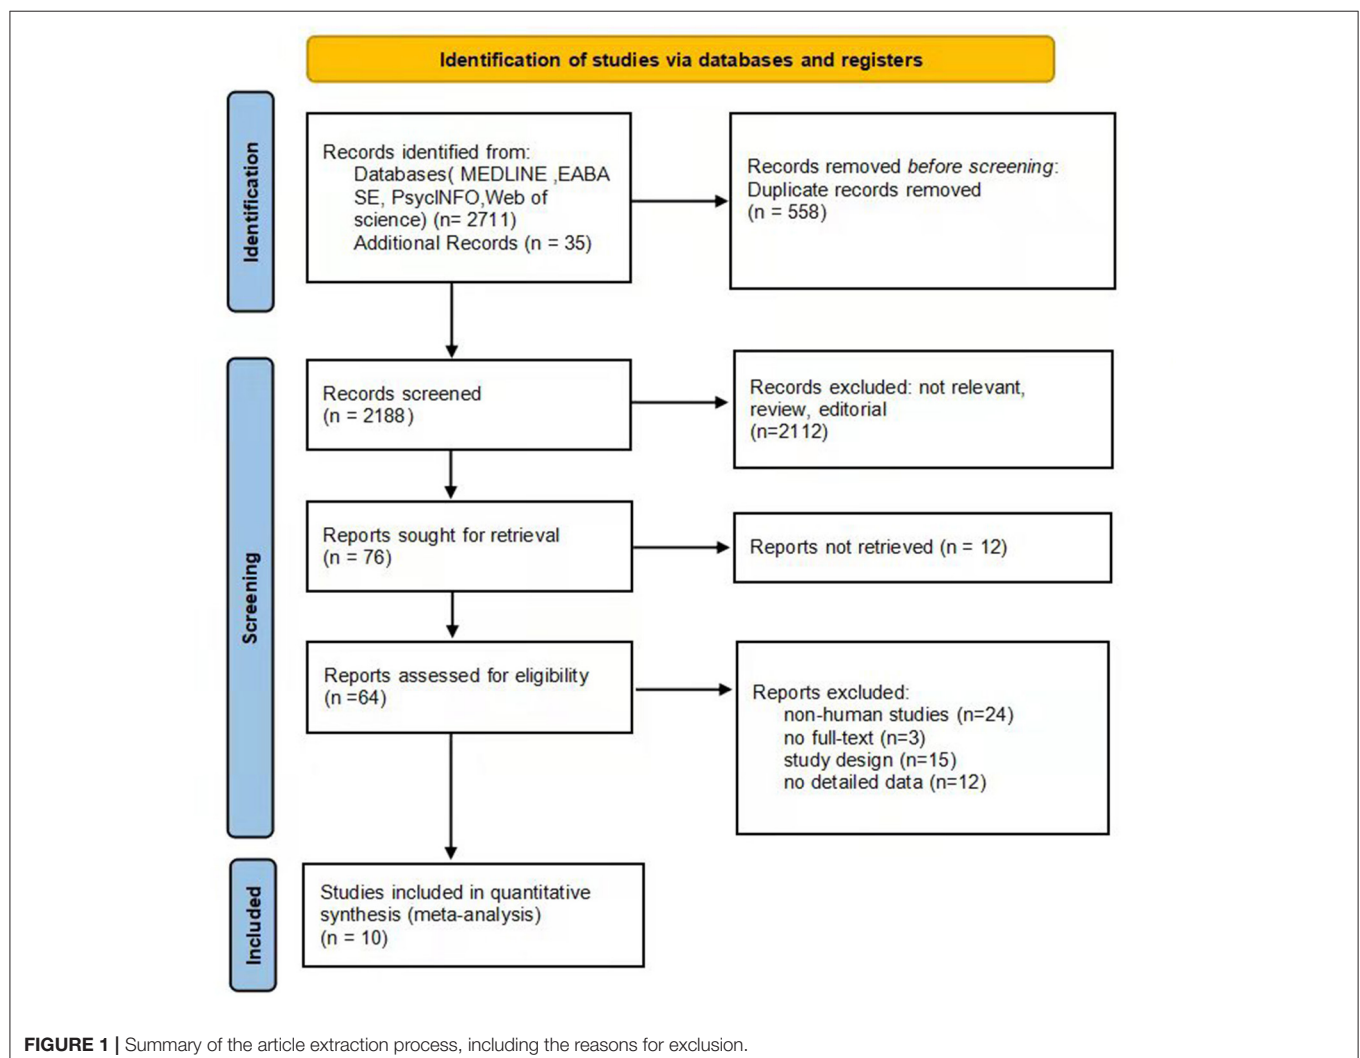 Identification of studies via databases and registers
Identification
Records identified from:
Databases( MEDLINE ,EABA
SE, PsycINFO,Web of
science) (n= 2711)
Additional Records (n = 35)
Records removed before screening:
Duplicate records removed
(n = 558)
Screening
Records screened
(n = 2188)
Records excluded: not relevant,
review, editorial
(n=2112)
Reports sought for retrieval
(n = 76)
Reports not retrieved (n = 12)
Reports assessed for eligibility
(n =64)
Reports excluded:
non-human studies (n=24)
no full-text (n=3)
study design (n=15)
no detailed data (n=12)
Included
Studies included in quantitative
synthesis (meta-analysis)
(n = 10)
FIGURE 1 | Summary of the article extraction process, including the reasons for exclusion.